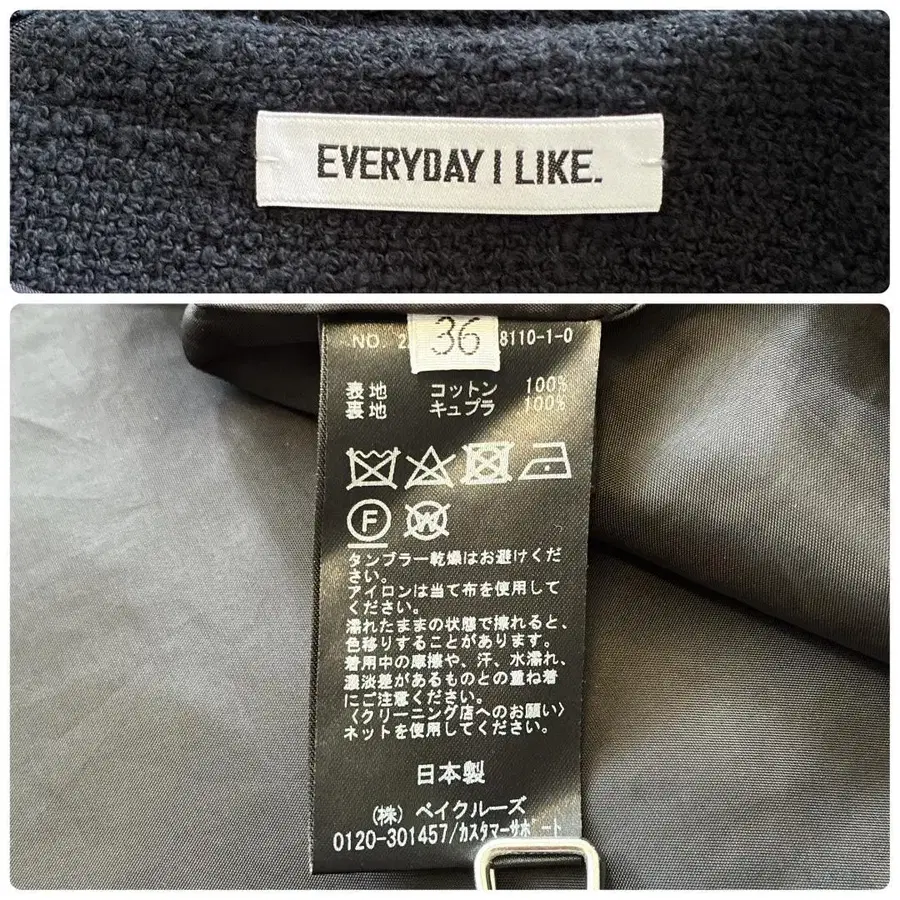 EVERYDAY I LIKE.
36
NO. 2 8110-1-0
表地 コットン 100%
裏地 キュプラ 100%
F W
タンブラー乾燥はお避けくだ
さい。
アイロンは当て布を使用して
ください。
濡れたままの状態で擦れると、
色移りすることがあります。
着用中の摩擦や、汗、水濡れ、
濃淡差があるものとの重ね着
にご注意ください。
〈クリーニング店へのお願い〉
ネットを使用してください。
日本製
(株) ベイクルーズ
0120-301457/カスタマーサポート